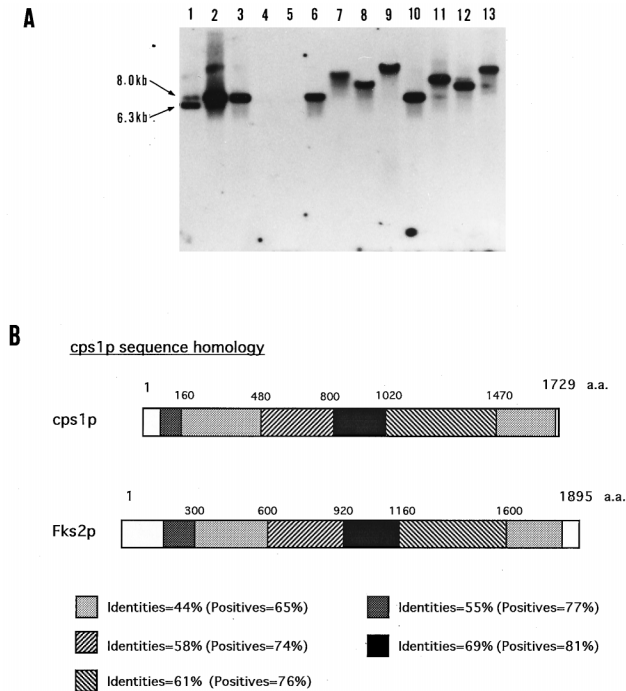 A
1 2 3 4 5 6 7 8 9 10 11 12 13
8.0kb
6.3kb
B
cps1p sequence homology
1 1729 a.a.
160 480 800 1020 1470
cps1p
1 1895 a.a.
300 600 920 1160 1600
Fks2p
Identities=44% (Positives=65%) Identities=55% (Positives=77%)
Identities=58% (Positives=74%) Identities=69% (Positives=81%)
Identities=61% (Positives=76%)